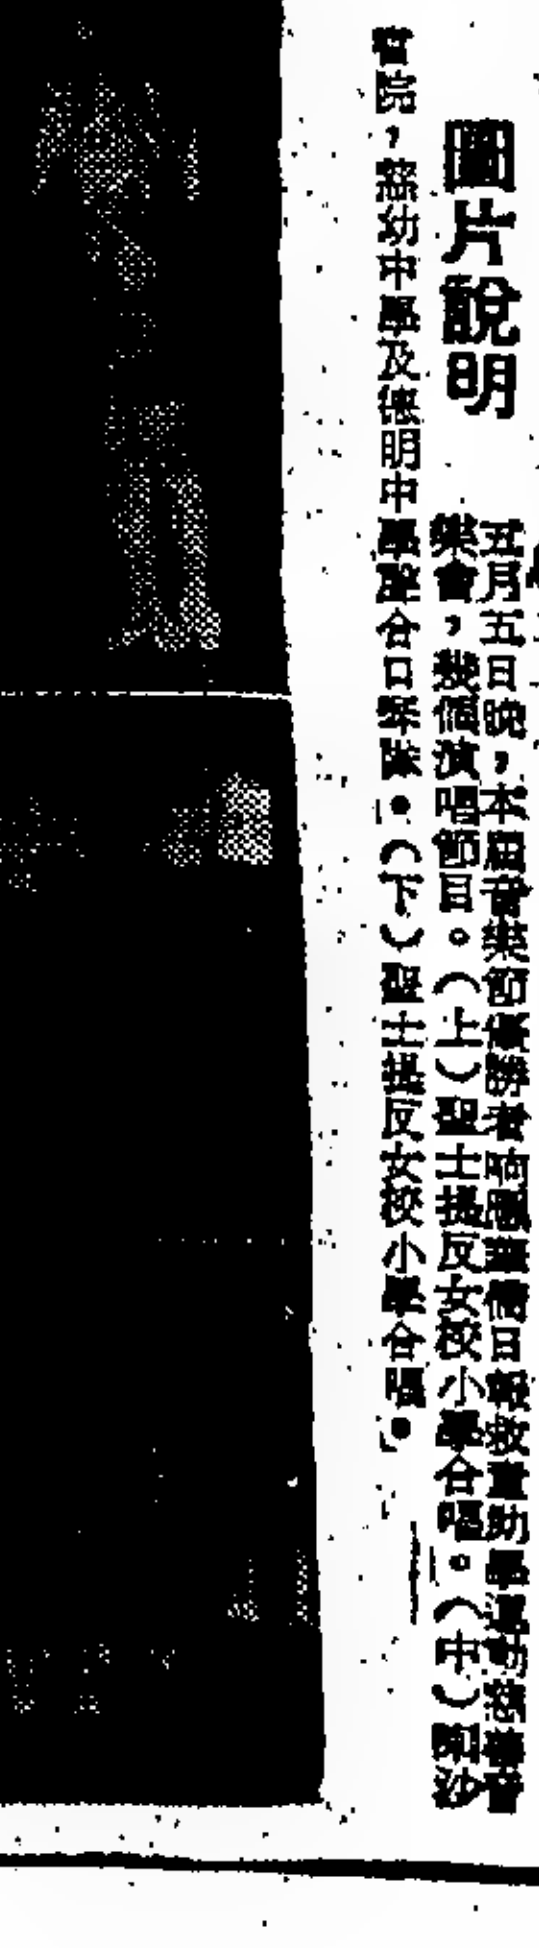 圖片說明
五月五日晚，本屆音樂節優勝者响應華僑日報救童助學運動慈善音
樂會，幾個演唱節目。（上）聖士提反女校小學合唱。（中）喇沙
書院，慈幼中學及德明中學聯合口琴隊。（下）聖士提反女校小學合唱。